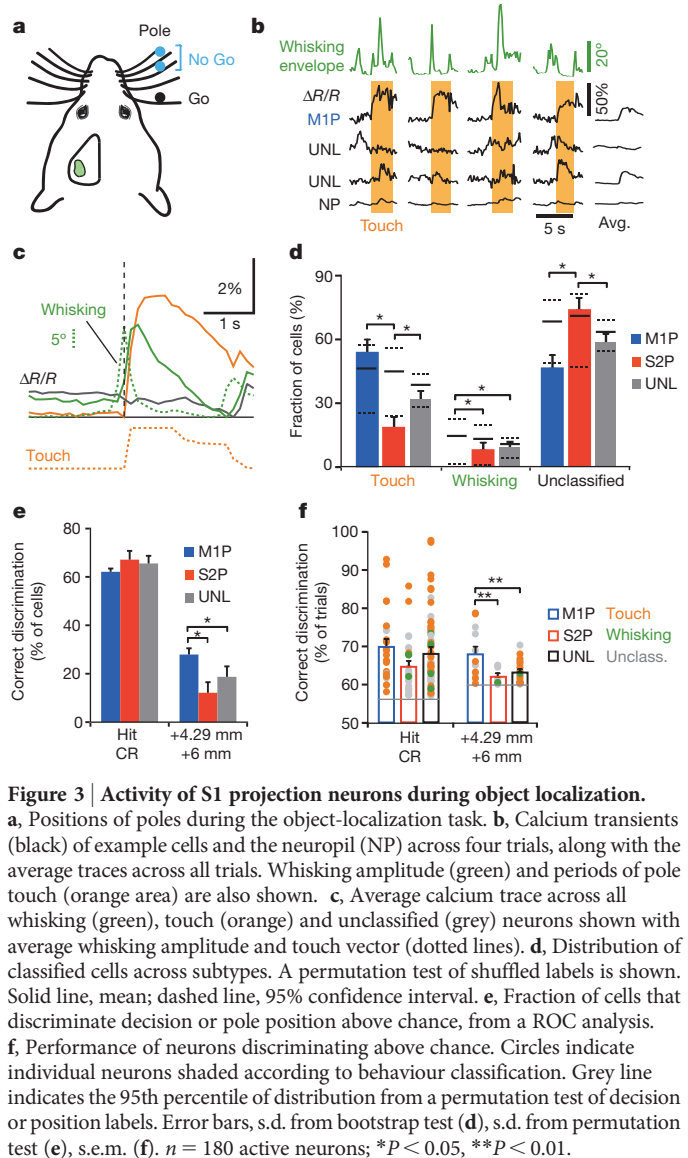 a
Pole
No Go
Go
b
Whisking
envelope
20°
ΔR/R
M1P
50%
UNL
UNL
NP
Touch
5 s
Avg.
c
2%
1 s
Whisking
5°
ΔR/R
Touch
d
Fraction of cells (%)
90
60
30
0
*
*
*
*
*
*
M1P
S2P
UNL
Touch
Whisking
Unclassified
e
Correct discrimination
(% of cells)
80
60
40
20
0
M1P
S2P
UNL
*
*
Hit
CR
+4.29 mm
+6 mm
f
Correct discrimination
(% of trials)
100
90
80
70
60
50
**
**
M1P Touch
S2P Whisking
UNL Unclass.
Hit
CR
+4.29 mm
+6 mm
Figure 3 | Activity of S1 projection neurons during object localization.
a, Positions of poles during the object-localization task. b, Calcium transients
(black) of example cells and the neuropil (NP) across four trials, along with the
average traces across all trials. Whisking amplitude (green) and periods of pole
touch (orange area) are also shown. c, Average calcium trace across all
whisking (green), touch (orange) and unclassified (grey) neurons shown with
average whisking amplitude and touch vector (dotted lines). d, Distribution of
classified cells across subtypes. A permutation test of shuffled labels is shown.
Solid line, mean; dashed line, 95% confidence interval. e, Fraction of cells that
discriminate decision or pole position above chance, from a ROC analysis.
f, Performance of neurons discriminating above chance. Circles indicate
individual neurons shaded according to behaviour classification. Grey line
indicates the 95th percentile of distribution from a permutation test of decision
or position labels. Error bars, s.d. from bootstrap test (d), s.d. from permutation
test (e), s.e.m. (f). n = 180 active neurons; *P < 0.05, **P < 0.01.